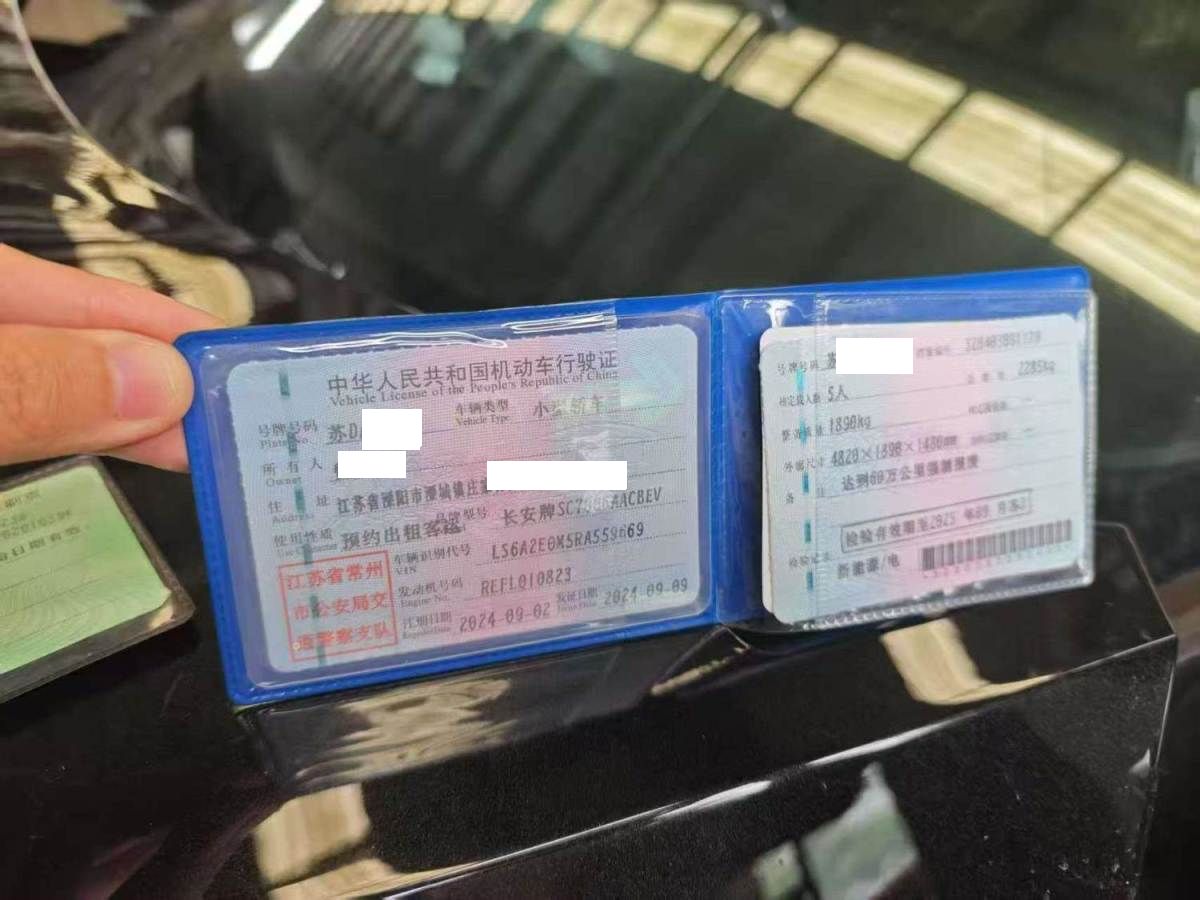 中华人民共和国机动车行驶证
Vehicle License of the People's Republic of China
号牌号码 苏D 车辆类型 小型轿车
Plate No. Vehicle Type
所有人
Owner
住址 江苏省溧阳市溧城镇庄
Address
使用性质 预约出租客运 品牌型号 长安牌SC7 AACBEV
Use Character
江苏省常州
市公安局交
通警察支队
车辆识别代号 LS6A2E0X5RA559669
VIN
发动机号码 REFL010823
Engine No.
注册日期 2024-09-02 发证日期 2024-09-09
Register Date Issue Date
号牌号码 苏 档案编号
核定载人数 5人 总质量 2285kg
整备质量 1890kg 核定载质量 --
外廓尺寸 4820×1890×1480mm --
备注 达到60万公里强制报废
检验有效期至2025年09月
检验记录 新能源/电